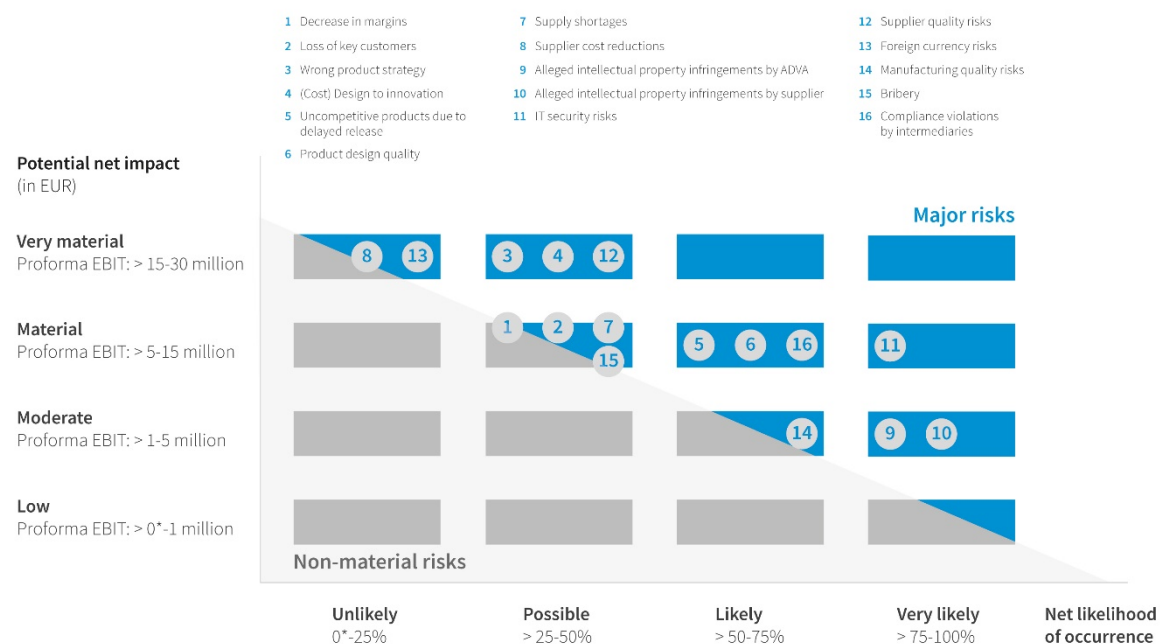 1 Decrease in margins
2 Loss of key customers
3 Wrong product strategy
4 (Cost) Design to innovation
5 Uncompetitive products due to
delayed release
6 Product design quality
7 Supply shortages
8 Supplier cost reductions
9 Alleged intellectual property infringements by ADVA
10 Alleged intellectual property infringements by supplier
11 IT security risks
12 Supplier quality risks
13 Foreign currency risks
14 Manufacturing quality risks
15 Bribery
16 Compliance violations
by intermediaries
Potential net impact
(in EUR)
Major risks
Very material
Proforma EBIT: > 15-30 million
8 13 3 4 12
Material
Proforma EBIT: > 5-15 million
1 2 7 15 5 6 16 11
Moderate
Proforma EBIT: > 1-5 million
14 9 10
Low
Proforma EBIT: > 0*-1 million
Non-material risks
Unlikely
0*-25%
Possible
> 25-50%
Likely
> 50-75%
Very likely
> 75-100%
Net likelihood
of occurrence